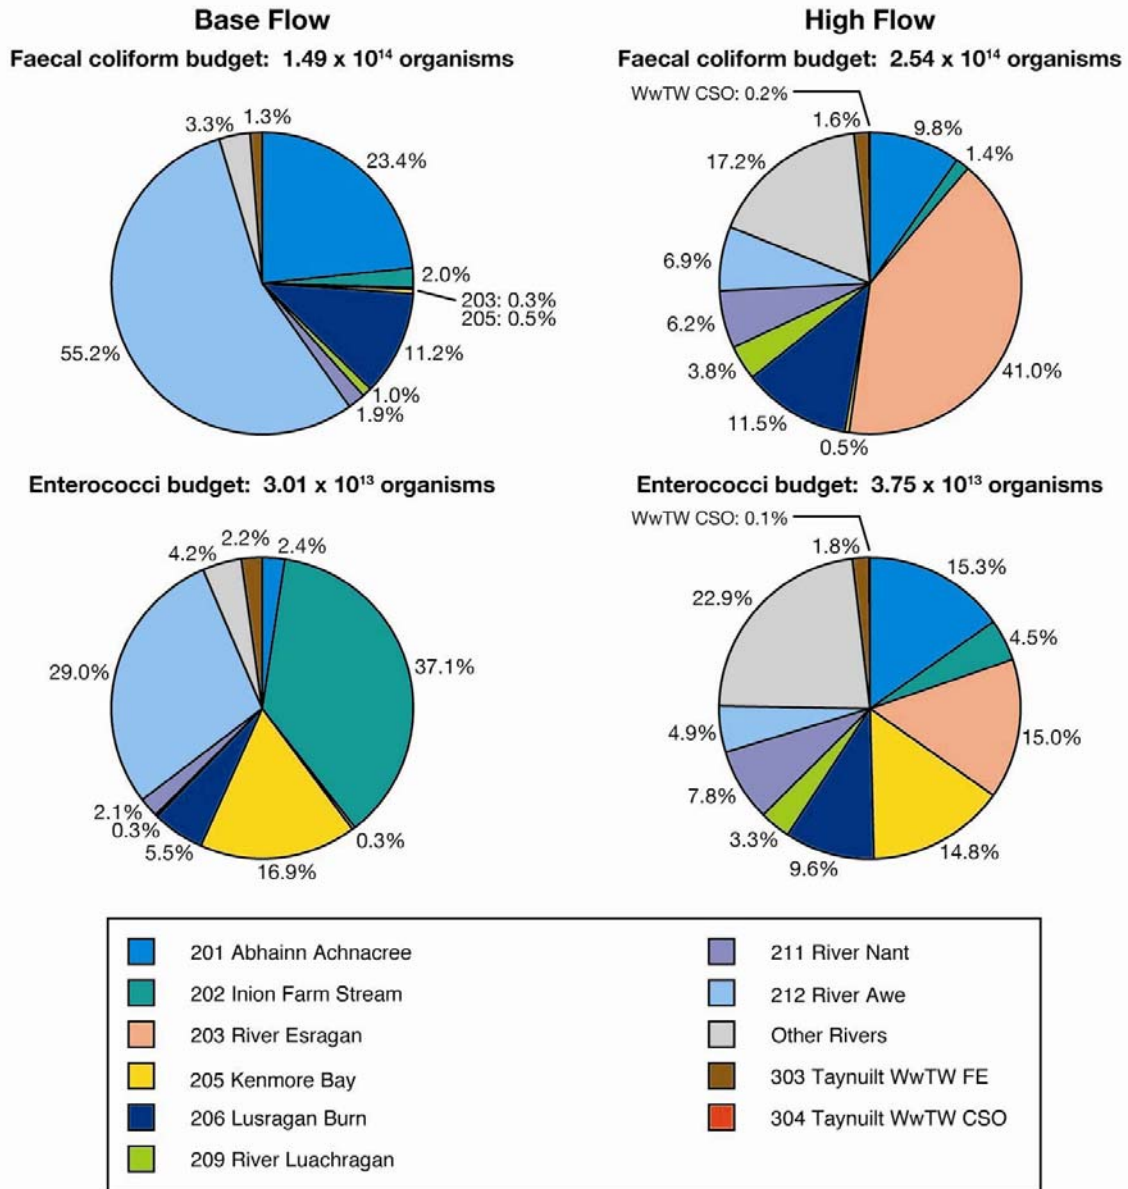 Base Flow
Faecal coliform budget: 1.49 x 10¹⁴ organisms
3.3%
1.3%
23.4%
2.0%
203: 0.3%
205: 0.5%
11.2%
1.0%
1.9%
55.2%
High Flow
Faecal coliform budget: 2.54 x 10¹⁴ organisms
WwTW CSO: 0.2%
1.6%
9.8%
1.4%
17.2%
6.9%
6.2%
3.8%
11.5%
0.5%
41.0%
Enterococci budget: 3.01 x 10¹³ organisms
4.2%
2.2%
2.4%
37.1%
29.0%
2.1%
0.3%
5.5%
16.9%
0.3%
Enterococci budget: 3.75 x 10¹³ organisms
WwTW CSO: 0.1%
1.8%
15.3%
22.9%
4.5%
4.9%
15.0%
7.8%
3.3%
9.6%
14.8%
201 Abhainn Achnacree
202 Inion Farm Stream
203 River Esragan
205 Kenmore Bay
206 Lusragan Burn
209 River Luachragan
211 River Nant
212 River Awe
Other Rivers
303 Taynuilt WwTW FE
304 Taynuilt WwTW CSO